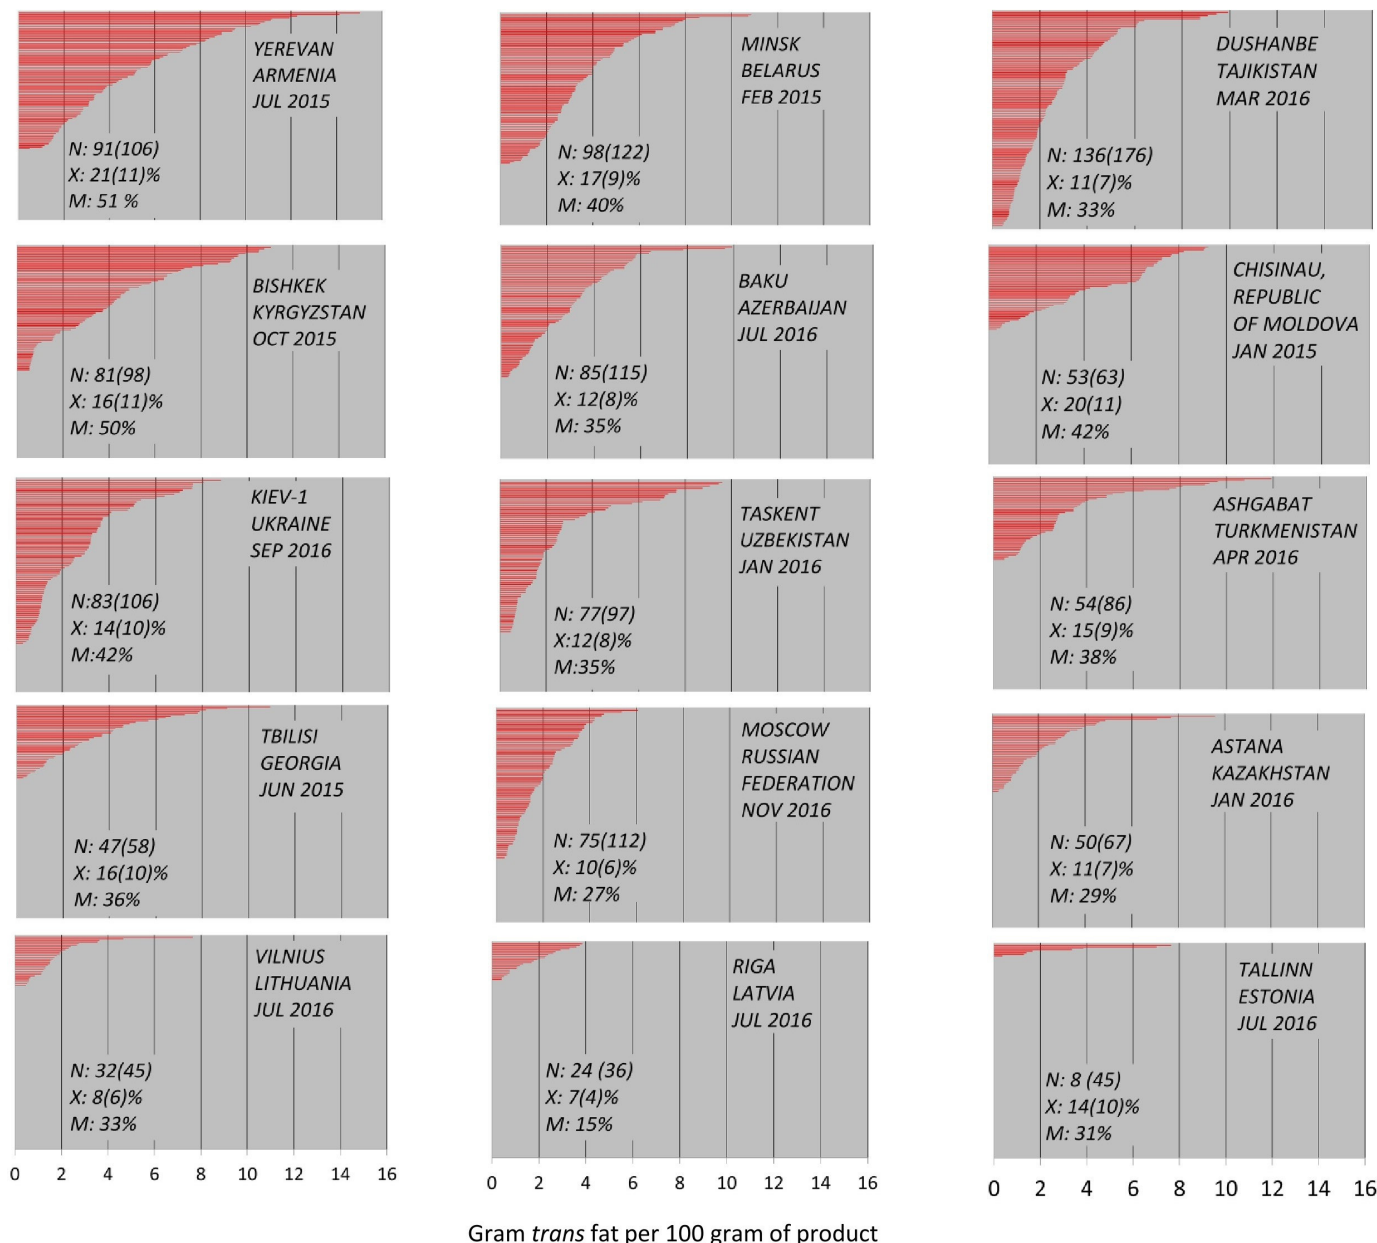 YEREVAN
ARMENIA
JUL 2015
N: 91(106)
X: 21(11)%
M: 51 %
MINSK
BELARUS
FEB 2015
N: 98(122)
X: 17(9)%
M: 40%
DUSHANBE
TAJIKISTAN
MAR 2016
N: 136(176)
X: 11(7)%
M: 33%
BISHKEK
KYRGYZSTAN
OCT 2015
N: 81(98)
X: 16(11)%
M: 50%
BAKU
AZERBAIJAN
JUL 2016
N: 85(115)
X: 12(8)%
M: 35%
CHISINAU,
REPUBLIC
OF MOLDOVA
JAN 2015
N: 53(63)
X: 20(11)
M: 42%
KIEV-1
UKRAINE
SEP 2016
N:83(106)
X: 14(10)%
M:42%
TASKENT
UZBEKISTAN
JAN 2016
N: 77(97)
X:12(8)%
M:35%
ASHGABAT
TURKMENISTAN
APR 2016
N: 54(86)
X: 15(9)%
M: 38%
TBILISI
GEORGIA
JUN 2015
N: 47(58)
X: 16(10)%
M: 36%
MOSCOW
RUSSIAN
FEDERATION
NOV 2016
N: 75(112)
X: 10(6)%
M: 27%
ASTANA
KAZAKHSTAN
JAN 2016
N: 50(67)
X: 11(7)%
M: 29%
VILNIUS
LITHUANIA
JUL 2016
N: 32(45)
X: 8(6)%
M: 33%
RIGA
LATVIA
JUL 2016
N: 24 (36)
X: 7(4)%
M: 15%
TALLINN
ESTONIA
JUL 2016
N: 8 (45)
X: 14(10)%
M: 31%
0 2 4 6 8 10 12 14 16
0 2 4 6 8 10 12 14 16
0 2 4 6 8 10 12 14 16
Gram trans fat per 100 gram of product